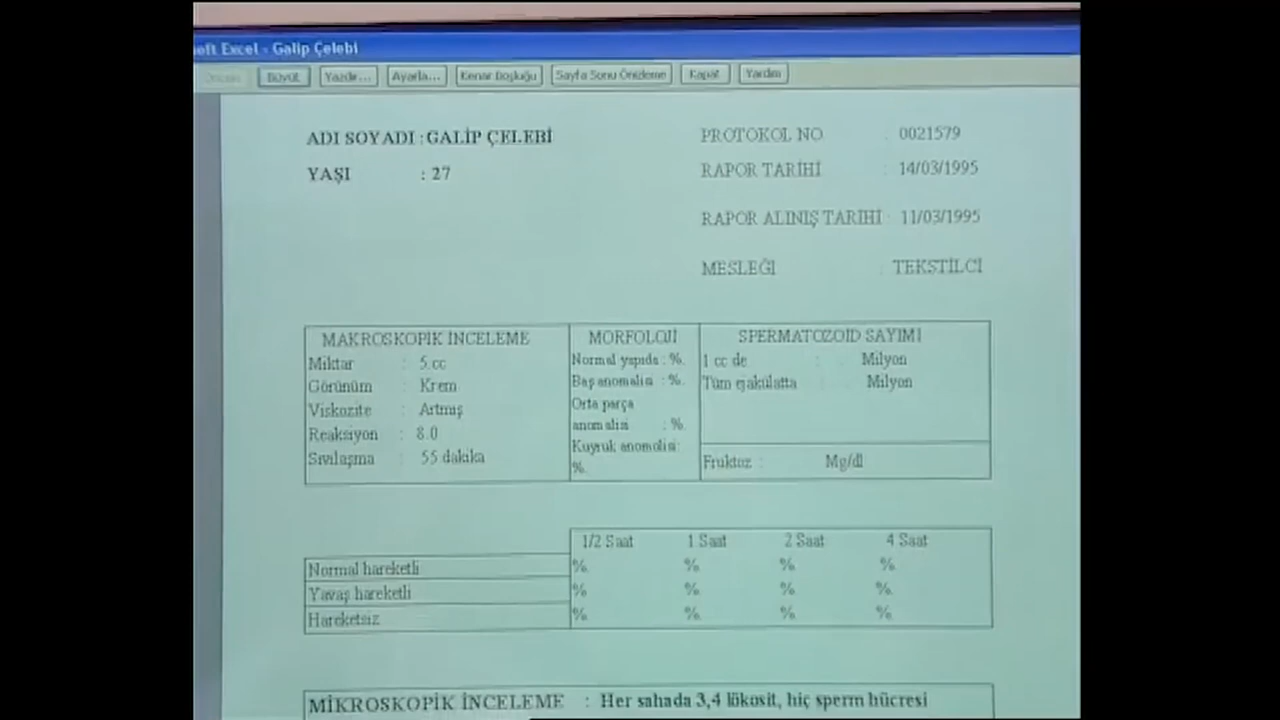 oft Excel - Galip Çelebi
Önceki Büyüt Yazdır... Ayarla... Kenar Boşluğu Sayfa Sonu Önizleme Kapat Yardım
ADI SOYADI : GALİP ÇELEBİ
YAŞI : 27
PROTOKOL NO : 0021579
RAPOR TARİHİ : 14/03/1995
RAPOR ALINIŞ TARİHİ : 11/03/1995
MESLEĞİ : TEKSTİLCİ
MAKROSKOPİK İNCELEME
Miktar : 5 cc
Görünüm : Krem
Viskozite : Artmış
Reaksiyon : 8.0
Sıvılaşma : 55 dakika
MORFOLOJİ
Normal yapıda : %.
Baş anomalisi : %.
Orta parça
anomalisi : %.
Kuyruk anomolisi:
%.
SPERMATOZOİD SAYIMI
1 cc de : Milyon
Tüm ejakülatta : Milyon
Fruktoz : Mg/dl
1/2 Saat 1 Saat 2 Saat 4 Saat
Normal hareketli %. %. %. %.
Yavaş hareketli %. %. %. %.
Hareketsiz %. %. %. %.
MİKROSKOPİK İNCELEME : Her sahada 3,4 lökosit, hiç sperm hücresi